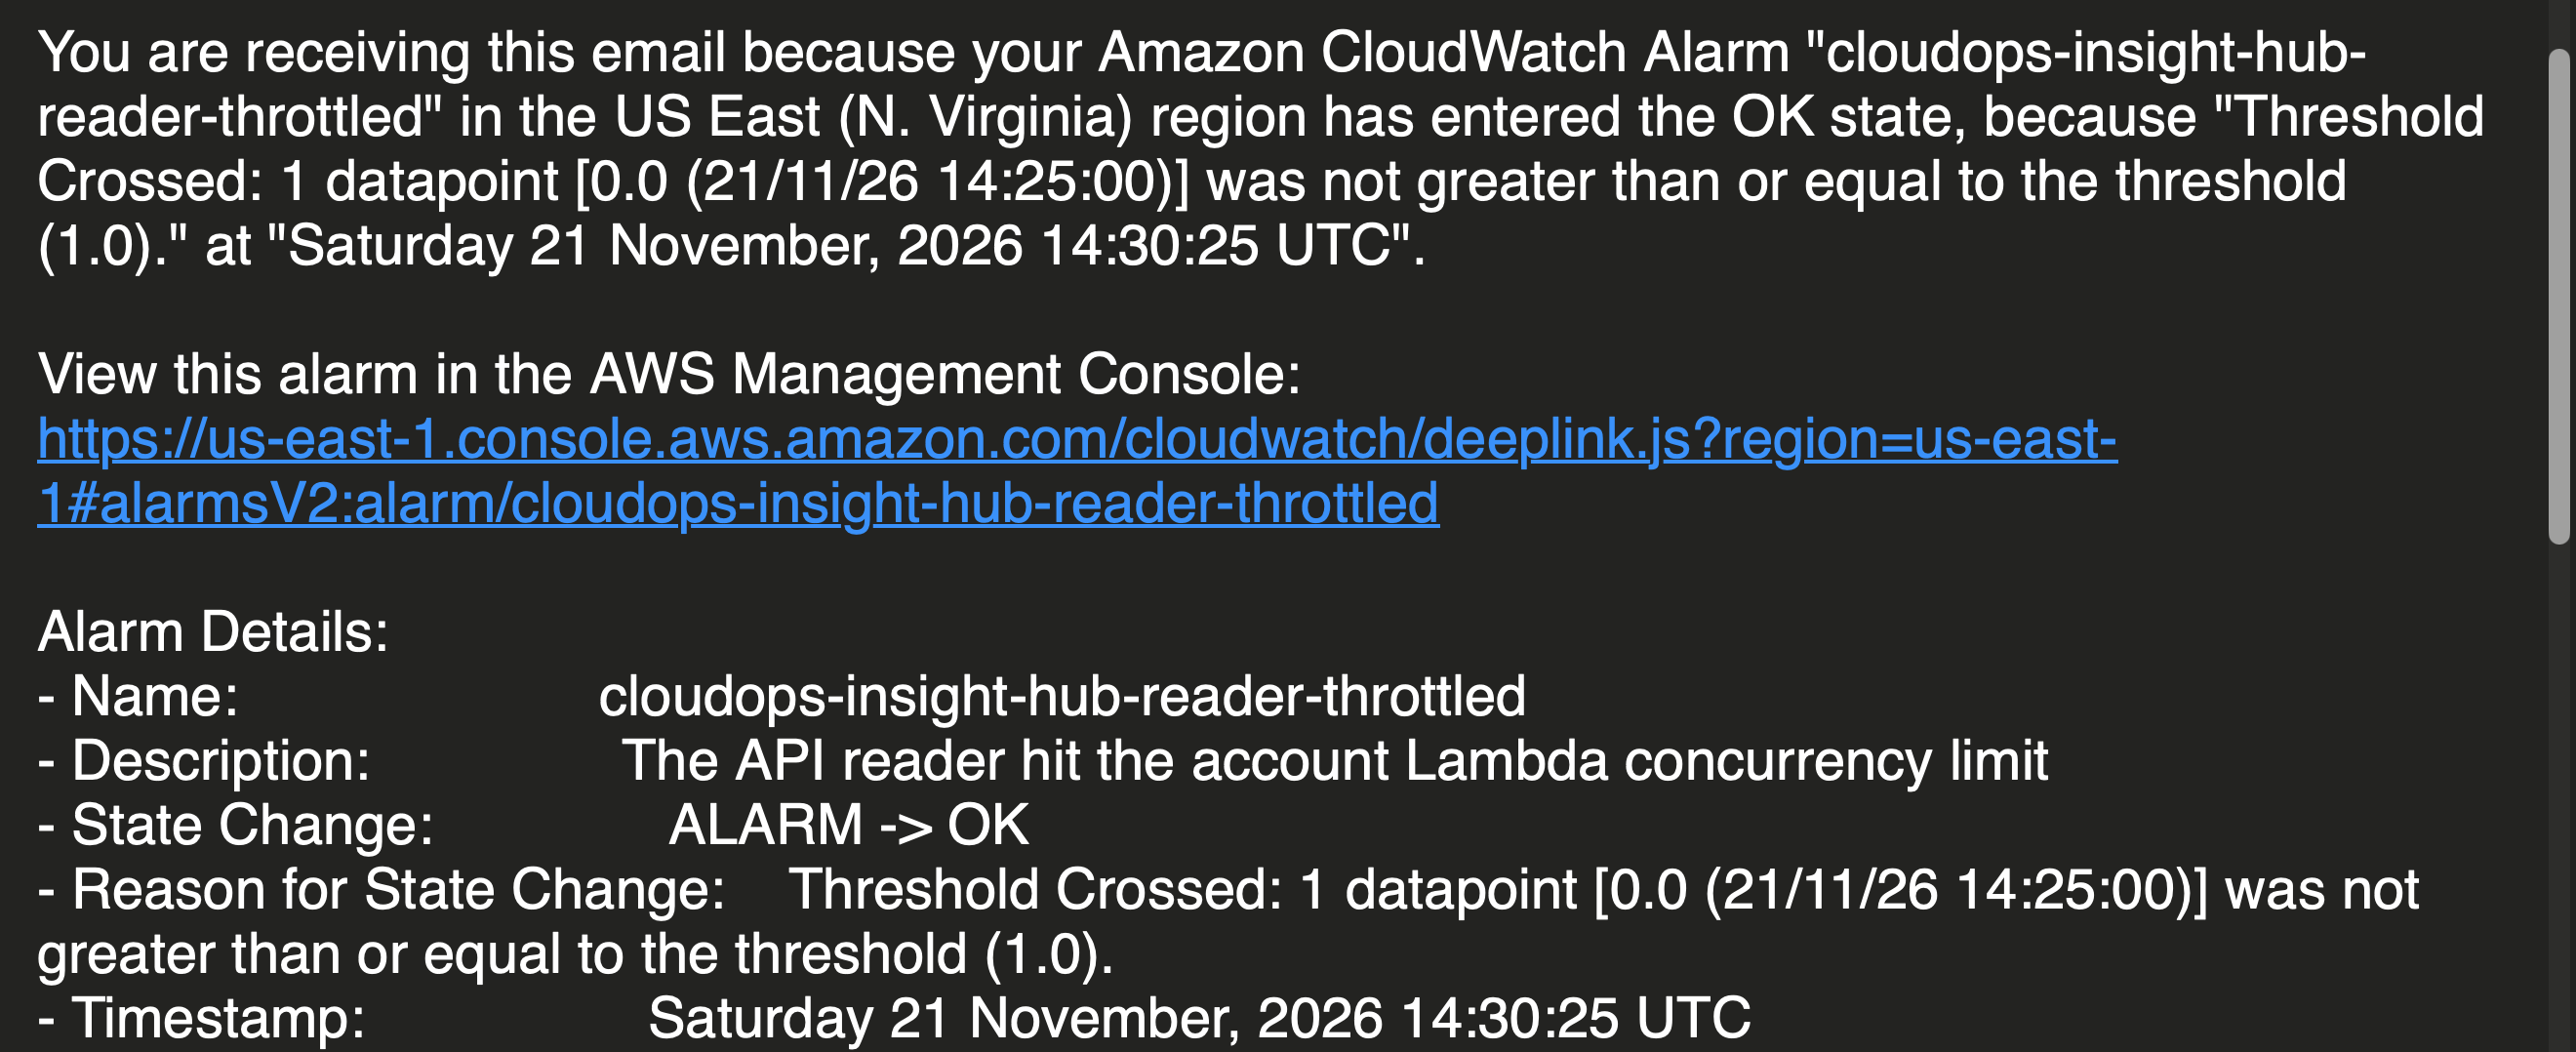 You are receiving this email because your Amazon CloudWatch Alarm "cloudops-insight-hub-
reader-throttled" in the US East (N. Virginia) region has entered the OK state, because "Threshold
Crossed: 1 datapoint [0.0 (21/11/26 14:25:00)] was not greater than or equal to the threshold
(1.0)." at "Saturday 21 November, 2026 14:30:25 UTC".
View this alarm in the AWS Management Console:
https://us-east-1.console.aws.amazon.com/cloudwatch/deeplink.js?region=us-east-
1#alarmsV2:alarm/cloudops-insight-hub-reader-throttled
Alarm Details:
- Name: cloudops-insight-hub-reader-throttled
- Description: The API reader hit the account Lambda concurrency limit
- State Change: ALARM -> OK
- Reason for State Change: Threshold Crossed: 1 datapoint [0.0 (21/11/26 14:25:00)] was not
greater than or equal to the threshold (1.0).
- Timestamp: Saturday 21 November, 2026 14:30:25 UTC